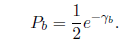 P_b = \frac{1}{2} e^{-\gamma_b}.